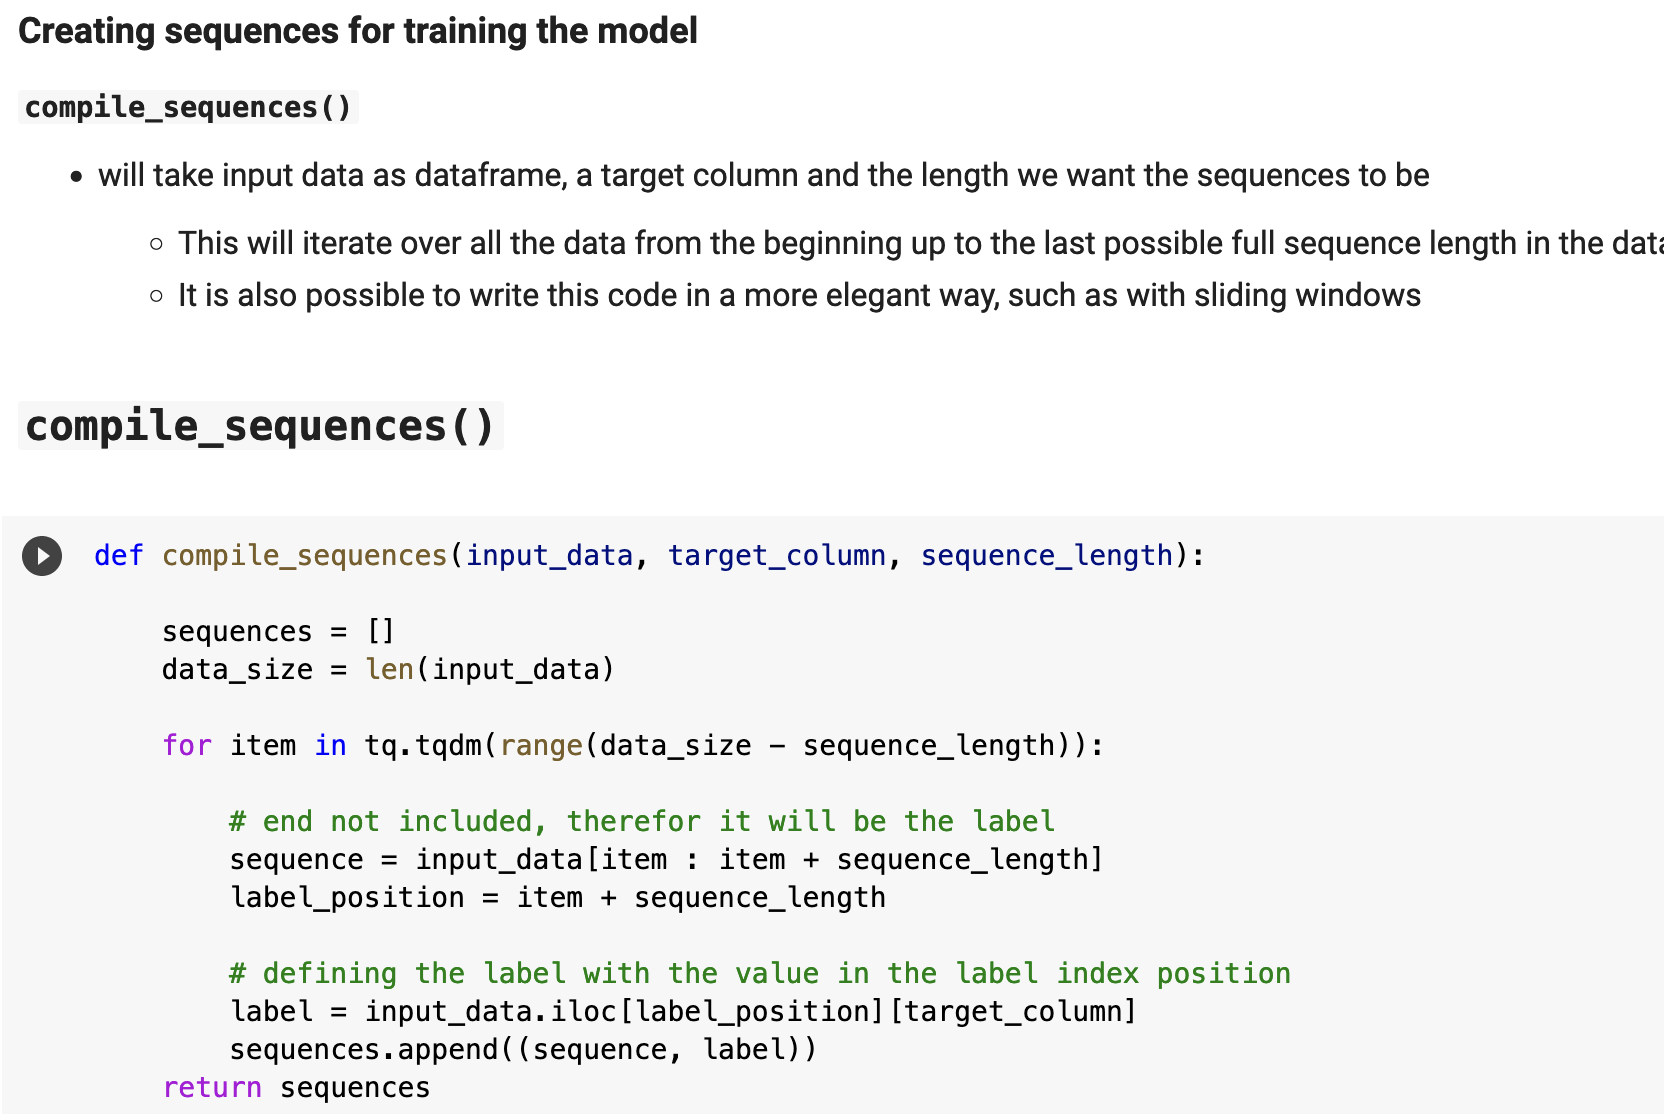 Creating sequences for training the model
compile_sequences()
• will take input data as dataframe, a target column and the length we want the sequences to be
◦ This will iterate over all the data from the beginning up to the last possible full sequence length in the
◦ It is also possible to write this code in a more elegant way, such as with sliding windows
compile_sequences()
def compile_sequences(input_data, target_column, sequence_length):
sequences = []
data_size = len(input_data)
for item in tq.tqdm(range(data_size - sequence_length)):
# end not included, therefor it will be the label
sequence = input_data[item : item + sequence_length]
label_position = item + sequence_length
# defining the label with the value in the label index position
label = input_data.iloc[label_position][target_column]
sequences.append((sequence, label))
return sequences